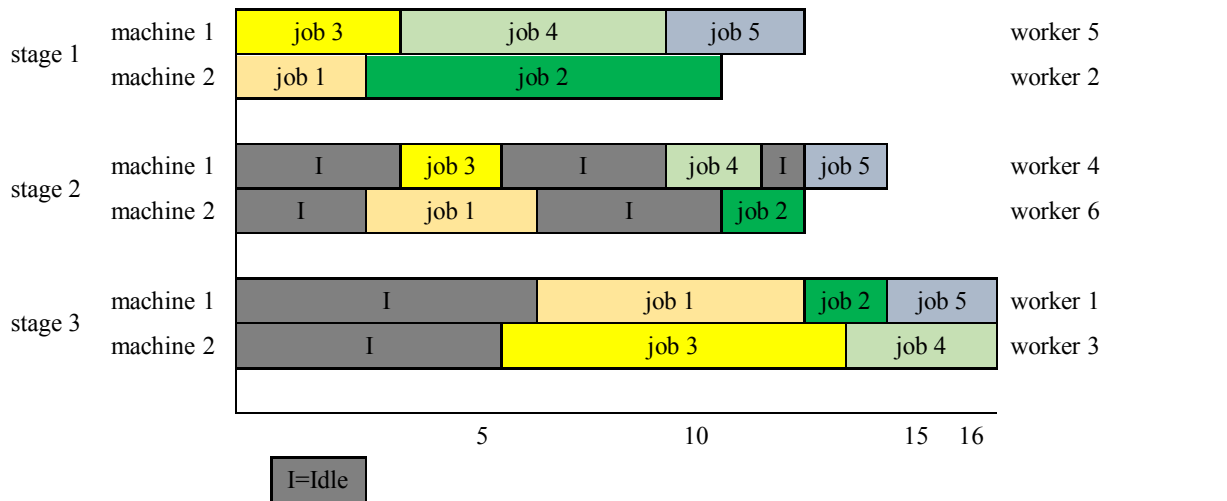 machine 1 job 3 job 4 job 5 worker 5
stage 1
machine 2 job 1 job 2 worker 2
machine 1 I job 3 I job 4 I job 5 worker 4
stage 2
machine 2 I job 1 I job 2 worker 6
machine 1 I job 1 job 2 job 5 worker 1
stage 3
machine 2 I job 3 job 4 worker 3
5 10 15 16
I=Idle